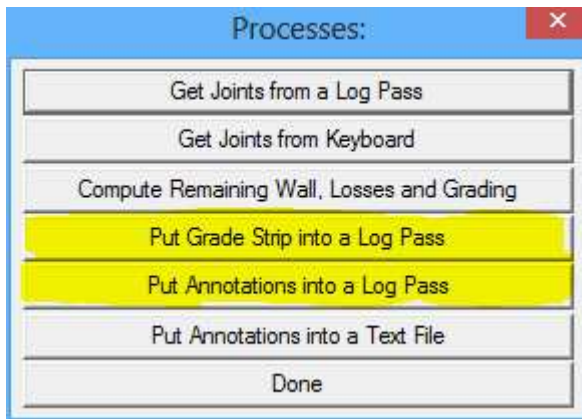 Processes:
Get Joints from a Log Pass
Get Joints from Keyboard
Compute Remaining Wall, Losses and Grading
Put Grade Strip into a Log Pass
Put Annotations into a Log Pass
Put Annotations into a Text File
Done